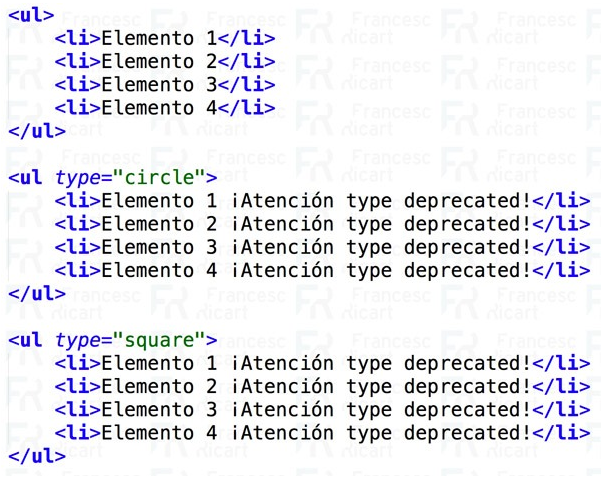 <ul>
    <li>Elemento 1</li>
    <li>Elemento 2</li>
    <li>Elemento 3</li>
    <li>Elemento 4</li>
</ul>
<ul type="circle">
    <li>Elemento 1 ¡Atención type deprecated!</li>
    <li>Elemento 2 ¡Atención type deprecated!</li>
    <li>Elemento 3 ¡Atención type deprecated!</li>
    <li>Elemento 4 ¡Atención type deprecated!</li>
</ul>
<ul type="square">
    <li>Elemento 1 ¡Atención type deprecated!</li>
    <li>Elemento 2 ¡Atención type deprecated!</li>
    <li>Elemento 3 ¡Atención type deprecated!</li>
    <li>Elemento 4 ¡Atención type deprecated!</li>
</ul>
Francesc
Ricart